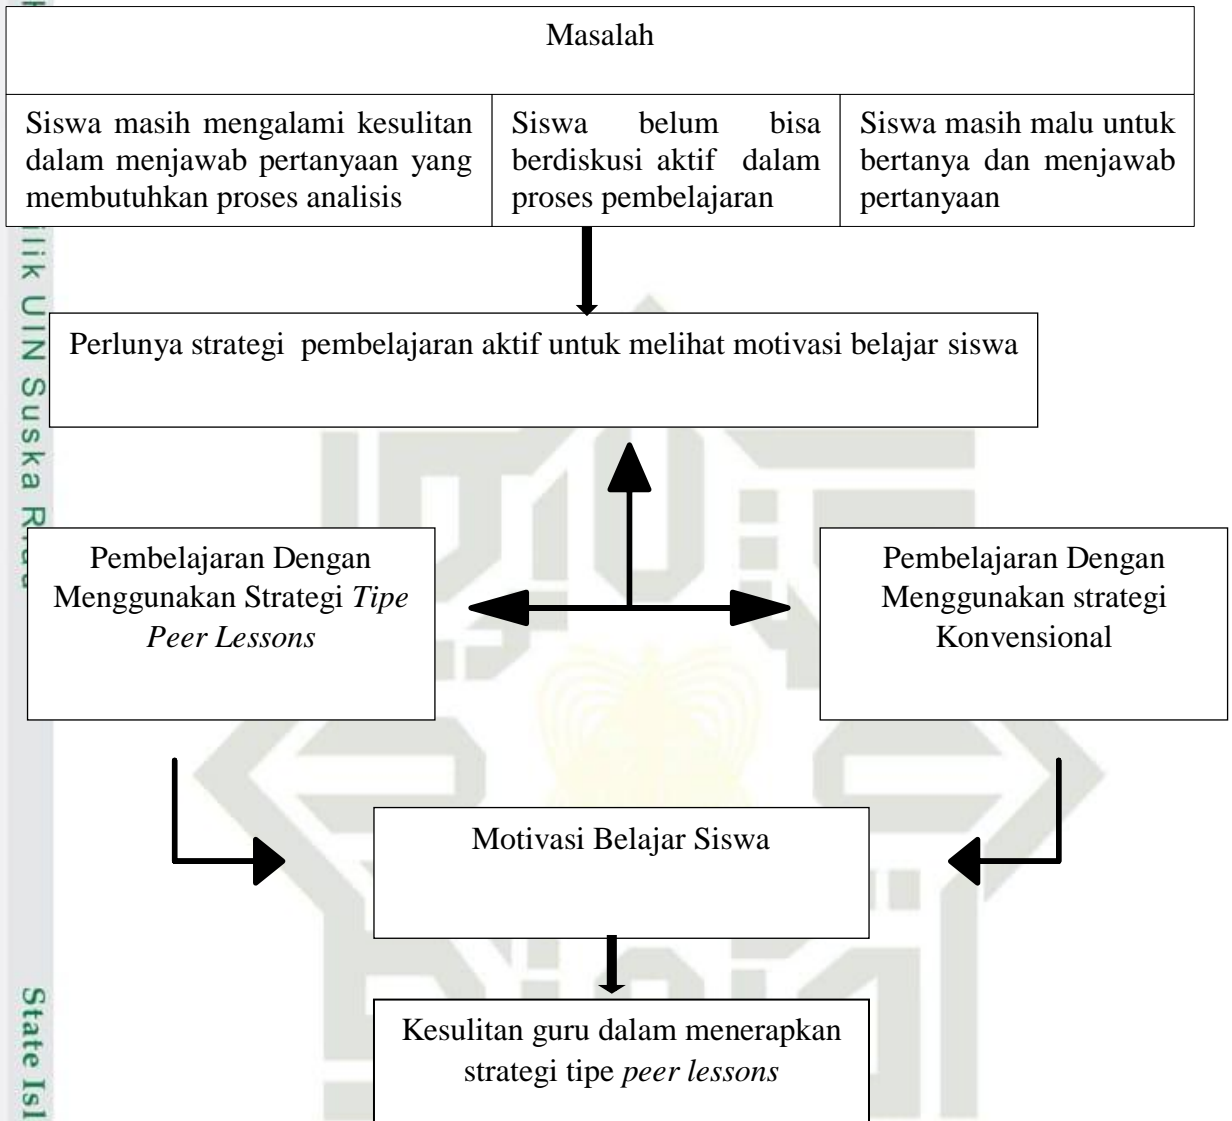 Masalah
Siswa masih mengalami kesulitan
dalam menjawab pertanyaan yang
membutuhkan proses analisis
Siswa belum bisa
berdiskusi aktif dalam
proses pembelajaran
Siswa masih malu untuk
bertanya dan menjawab
pertanyaan
Perlunya strategi pembelajaran aktif untuk melihat motivasi belajar siswa
Pembelajaran Dengan
Menggunakan Strategi Tipe
Peer Lessons
Pembelajaran Dengan
Menggunakan strategi
Konvensional
Motivasi Belajar Siswa
Kesulitan guru dalam menerapkan
strategi tipe peer lessons
UIN Suska
State